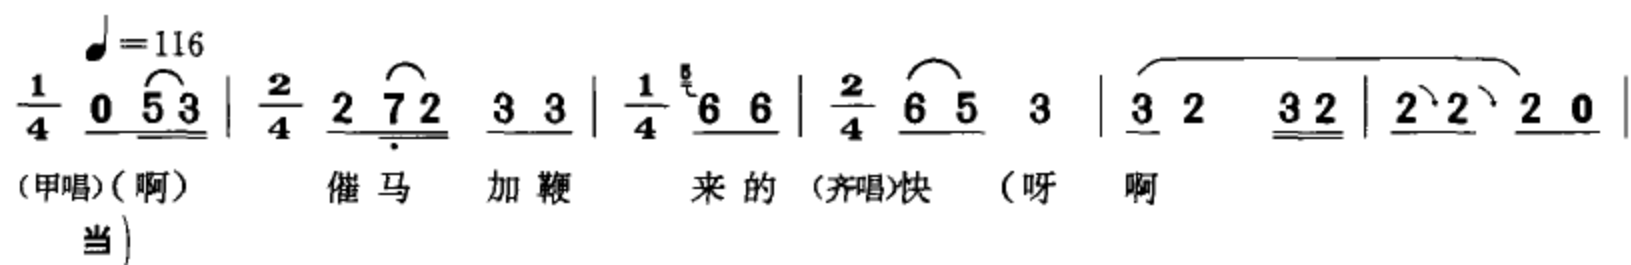 ♩=116
1/4 0 5 3 | 2/4 2 7 2 3 3 | 1/4 5 6 6 | 2/4 6 5 3 | 3 2 3 2 | 2 2 2 0 |
（甲唱）（啊） 催马 加鞭 来的 （齐唱）快 （呀 啊
当）